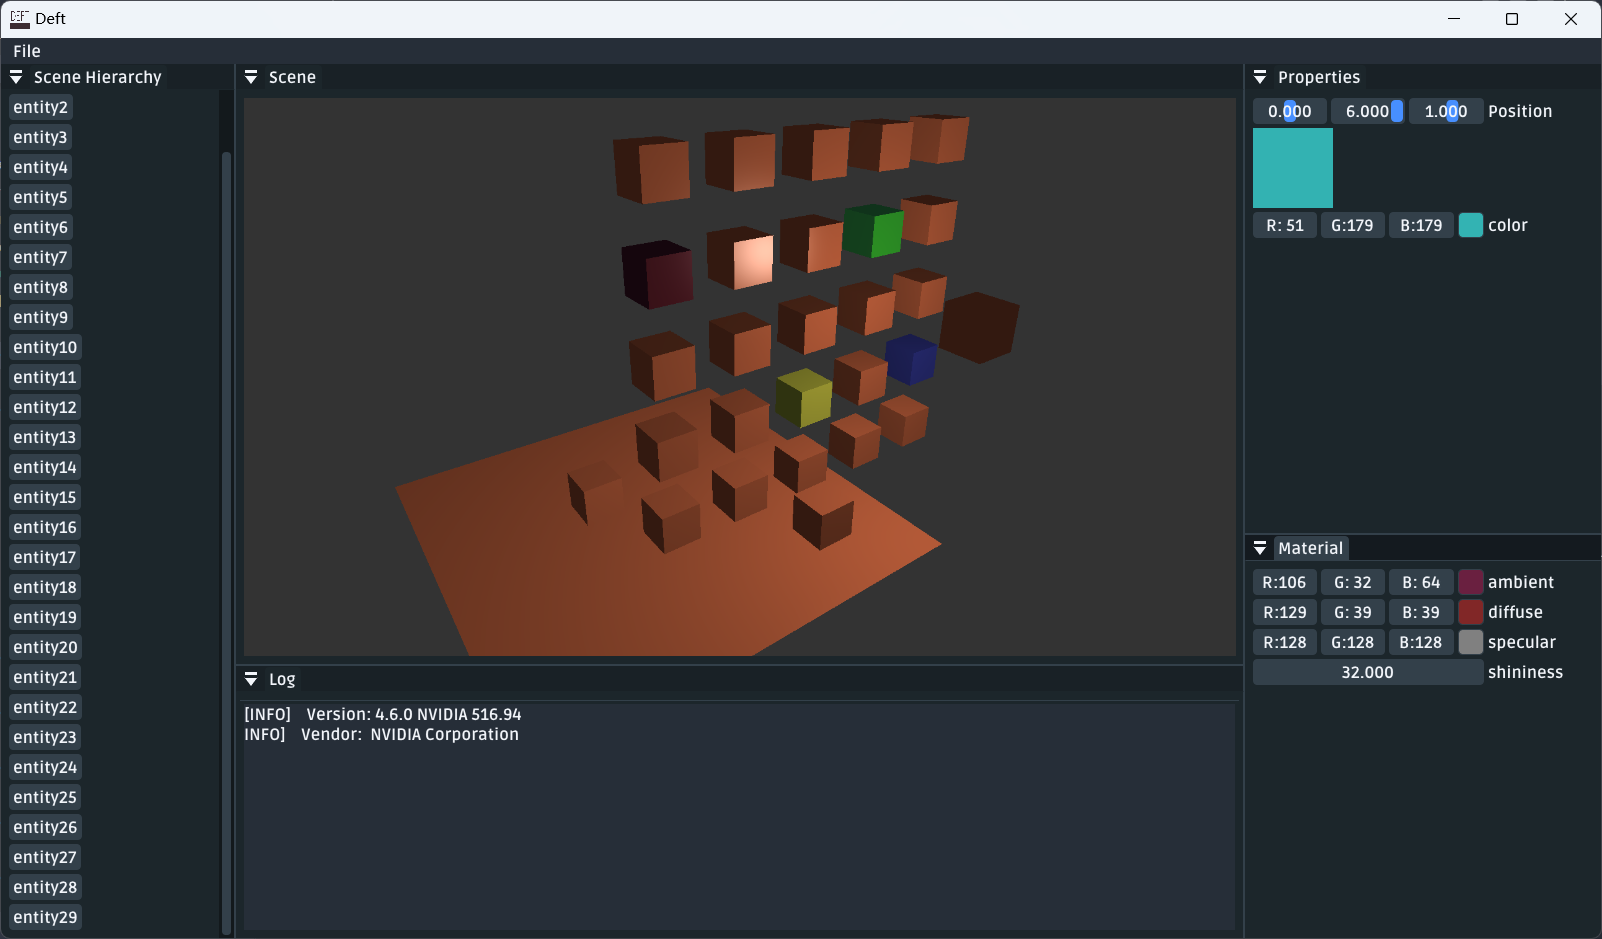 DEFT Deft
File
Scene Hierarchy
entity2
entity3
entity4
entity5
entity6
entity7
entity8
entity9
entity10
entity11
entity12
entity13
entity14
entity15
entity16
entity17
entity18
entity19
entity20
entity21
entity22
entity23
entity24
entity25
entity26
entity27
entity28
entity29
Scene
Log
[INFO] Version: 4.6.0 NVIDIA 516.94
INFO] Vendor: NVIDIA Corporation
Properties
0.000 6.000 1.000 Position
R: 51 G:179 B:179 color
Material
R:106 G: 32 B: 64 ambient
R:129 G: 39 B: 39 diffuse
R:128 G:128 B:128 specular
32.000 shininess